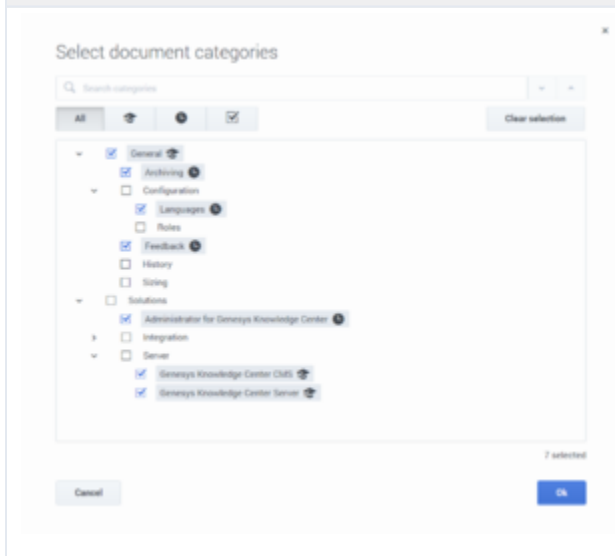 Select document categories
Search categories
All
Clear selection
General
Archiving
Configuration
Languages
Roles
Feedback
History
Sizing
Solutions
Administrator for Genesys Knowledge Center
Integration
Server
Genesys Knowledge Center CMS
Genesys Knowledge Center Server
7 selected
Cancel
Ok